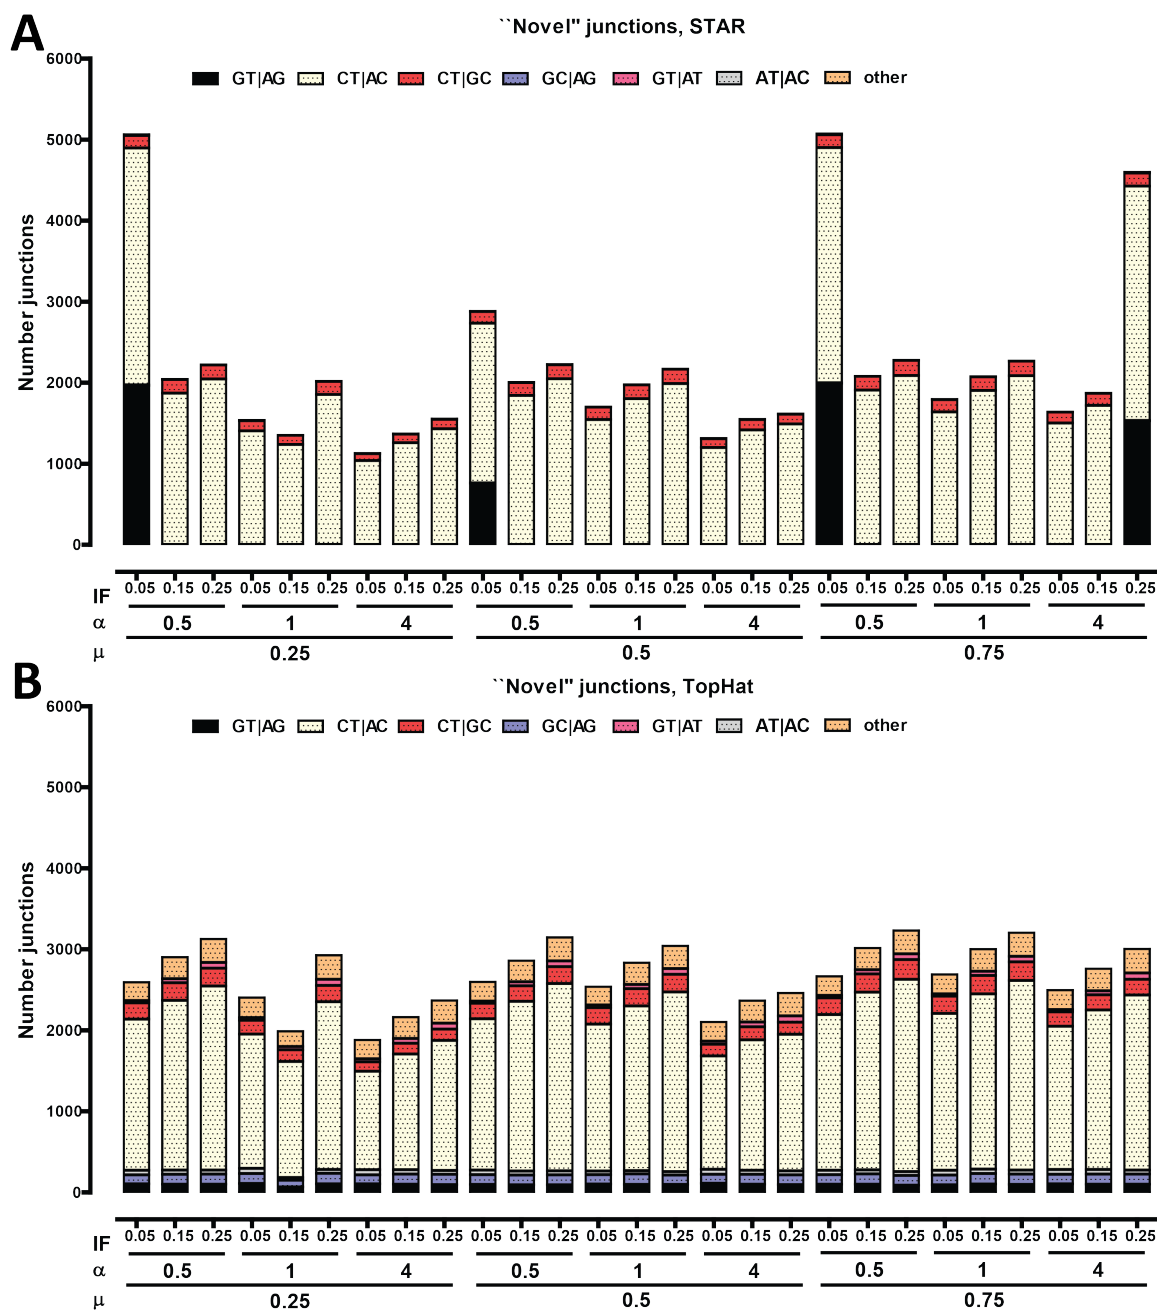 A
``Novel" junctions, STAR
6000
GT|AG CT|AC CT|GC GC|AG GT|AT AT|AC other
5000
4000
Number junctions
3000
2000
1000
0
IF 0.05 0.15 0.25 0.05 0.15 0.25 0.05 0.15 0.25 0.05 0.15 0.25 0.05 0.15 0.25 0.05 0.15 0.25 0.05 0.15 0.25 0.05 0.15 0.25 0.05 0.15 0.25
α 0.5 1 4 0.5 1 4 0.5 1 4
μ 0.25 0.5 0.75
B
``Novel" junctions, TopHat
6000
GT|AG CT|AC CT|GC GC|AG GT|AT AT|AC other
5000
4000
Number junctions
3000
2000
1000
0
IF 0.05 0.15 0.25 0.05 0.15 0.25 0.05 0.15 0.25 0.05 0.15 0.25 0.05 0.15 0.25 0.05 0.15 0.25 0.05 0.15 0.25 0.05 0.15 0.25 0.05 0.15 0.25
α 0.5 1 4 0.5 1 4 0.5 1 4
μ 0.25 0.5 0.75